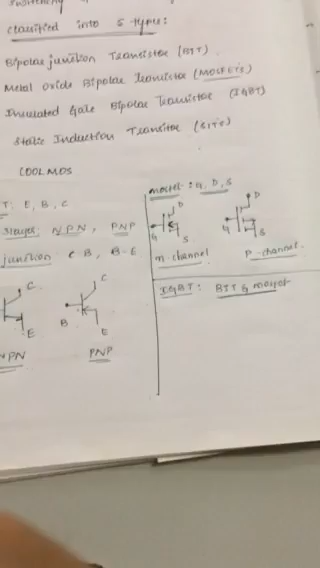 classified into 5 types:
Bipolar junction Transistor (BJT).
Metal Oxide Bipolar Transistor (MOSFETS)
Insulated Gate Bipolar Transistor (IGBT)
Static Induction Transistor (SITS)
COOLMOS
T: E, B, C
NPN, PNP
junction: C B, B-E
C
E
NPN
C
B
E
PNP
mosfet: G, D, S
D
G
S
n-channel
D
G
S
P-channel
IGBT: BJT & mosfet